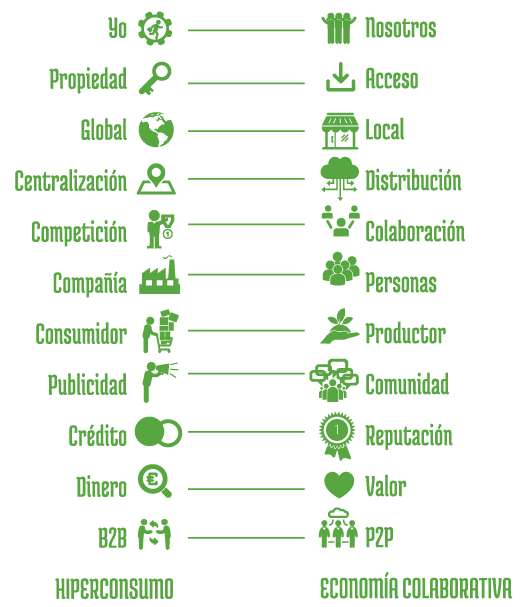 Yo Nosotros
Propiedad Acceso
Global Local
Centralización Distribución
Competición Colaboración
Compañía Personas
Consumidor Productor
Publicidad Comunidad
Crédito Reputación
Dinero Valor
B2B P2P
HIPERCONSUMO ECONOMÍA COLABORATIVA